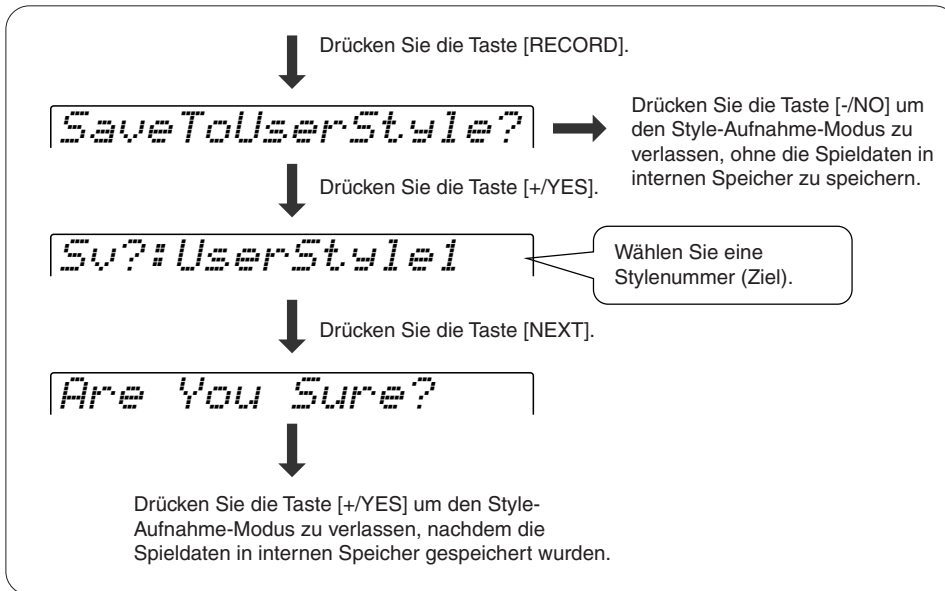 Drücken Sie die Taste [RECORD].
SaveToUserStyle?
Drücken Sie die Taste [-/NO] um
den Style-Aufnahme-Modus zu
verlassen, ohne die Spieldaten in
internen Speicher zu speichern.
Drücken Sie die Taste [+/YES].
Sv?:UserStyle1
Wählen Sie eine
Stylenummer (Ziel).
Drücken Sie die Taste [NEXT].
Are You Sure?
Drücken Sie die Taste [+/YES] um den Style-
Aufnahme-Modus zu verlassen, nachdem die
Spieldaten in internen Speicher gespeichert wurden.